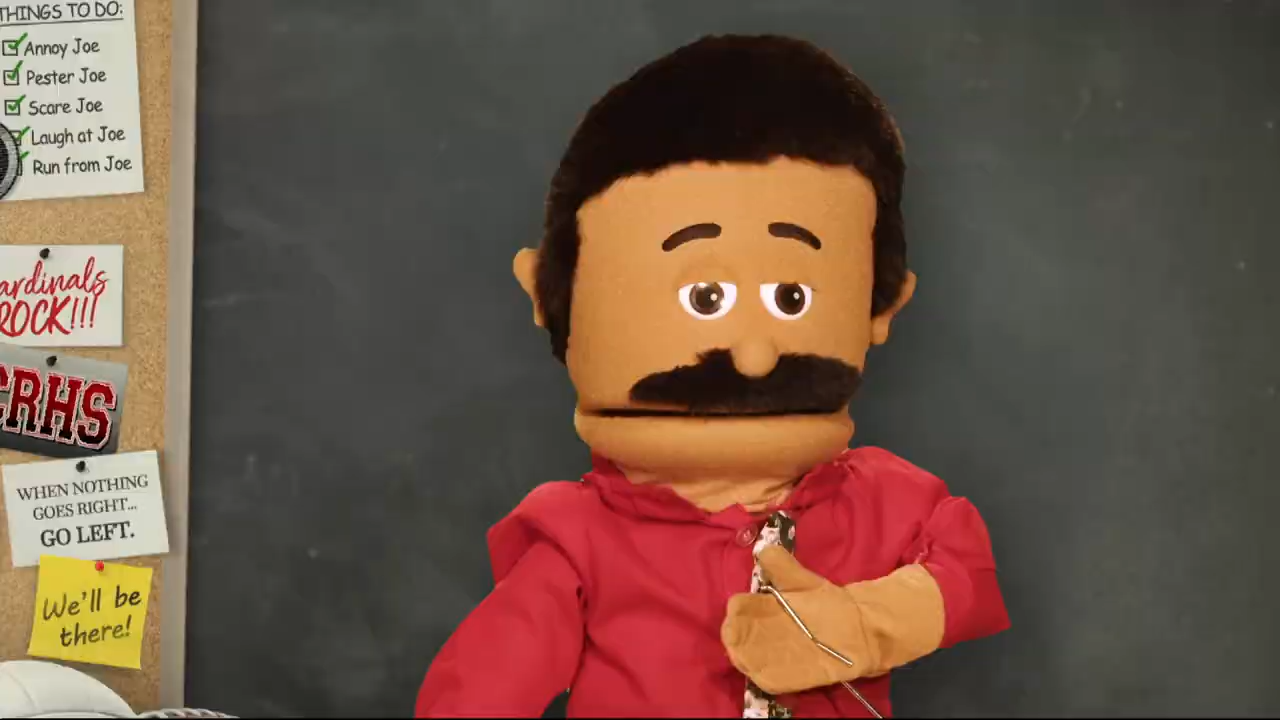 THINGS TO DO:
Annoy Joe
Pester Joe
Scare Joe
Laugh at Joe
Run from Joe
ardinals
ROCK!!!
CRHS
WHEN NOTHING
GOES RIGHT...
GO LEFT.
We'll be
there!